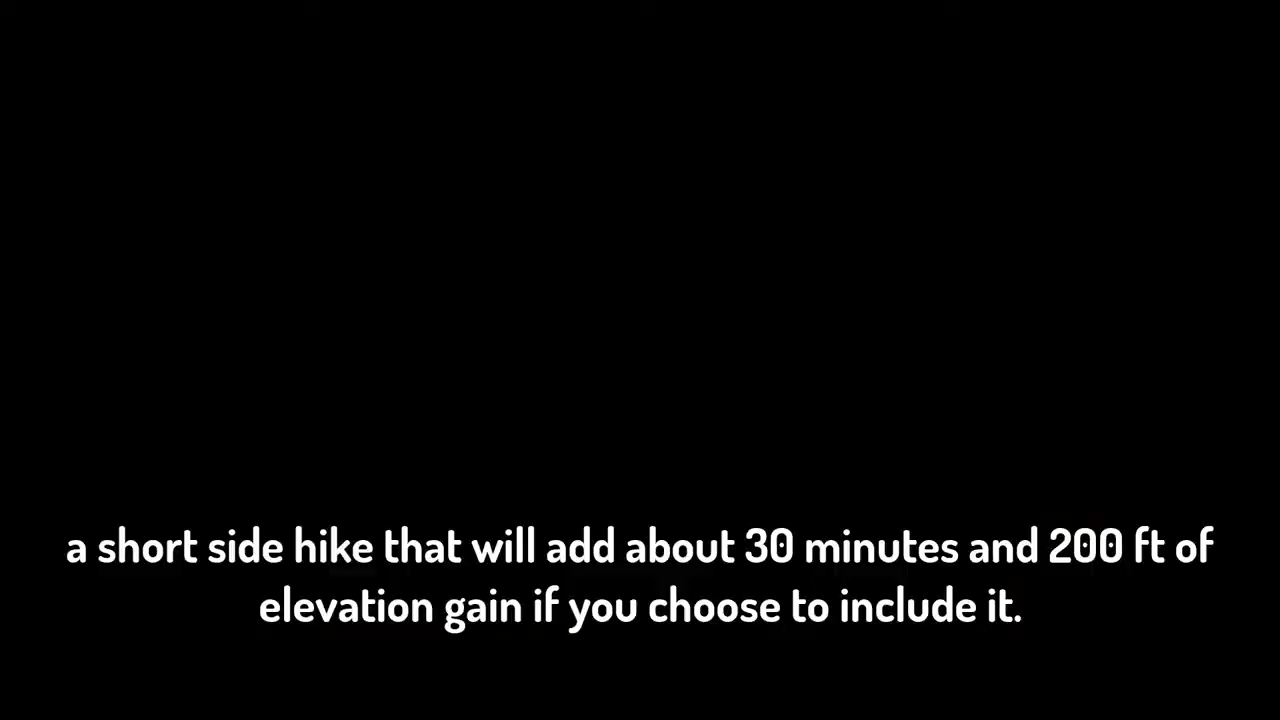 a short side hike that will add about 30 minutes and 200 ft of
elevation gain if you choose to include it.